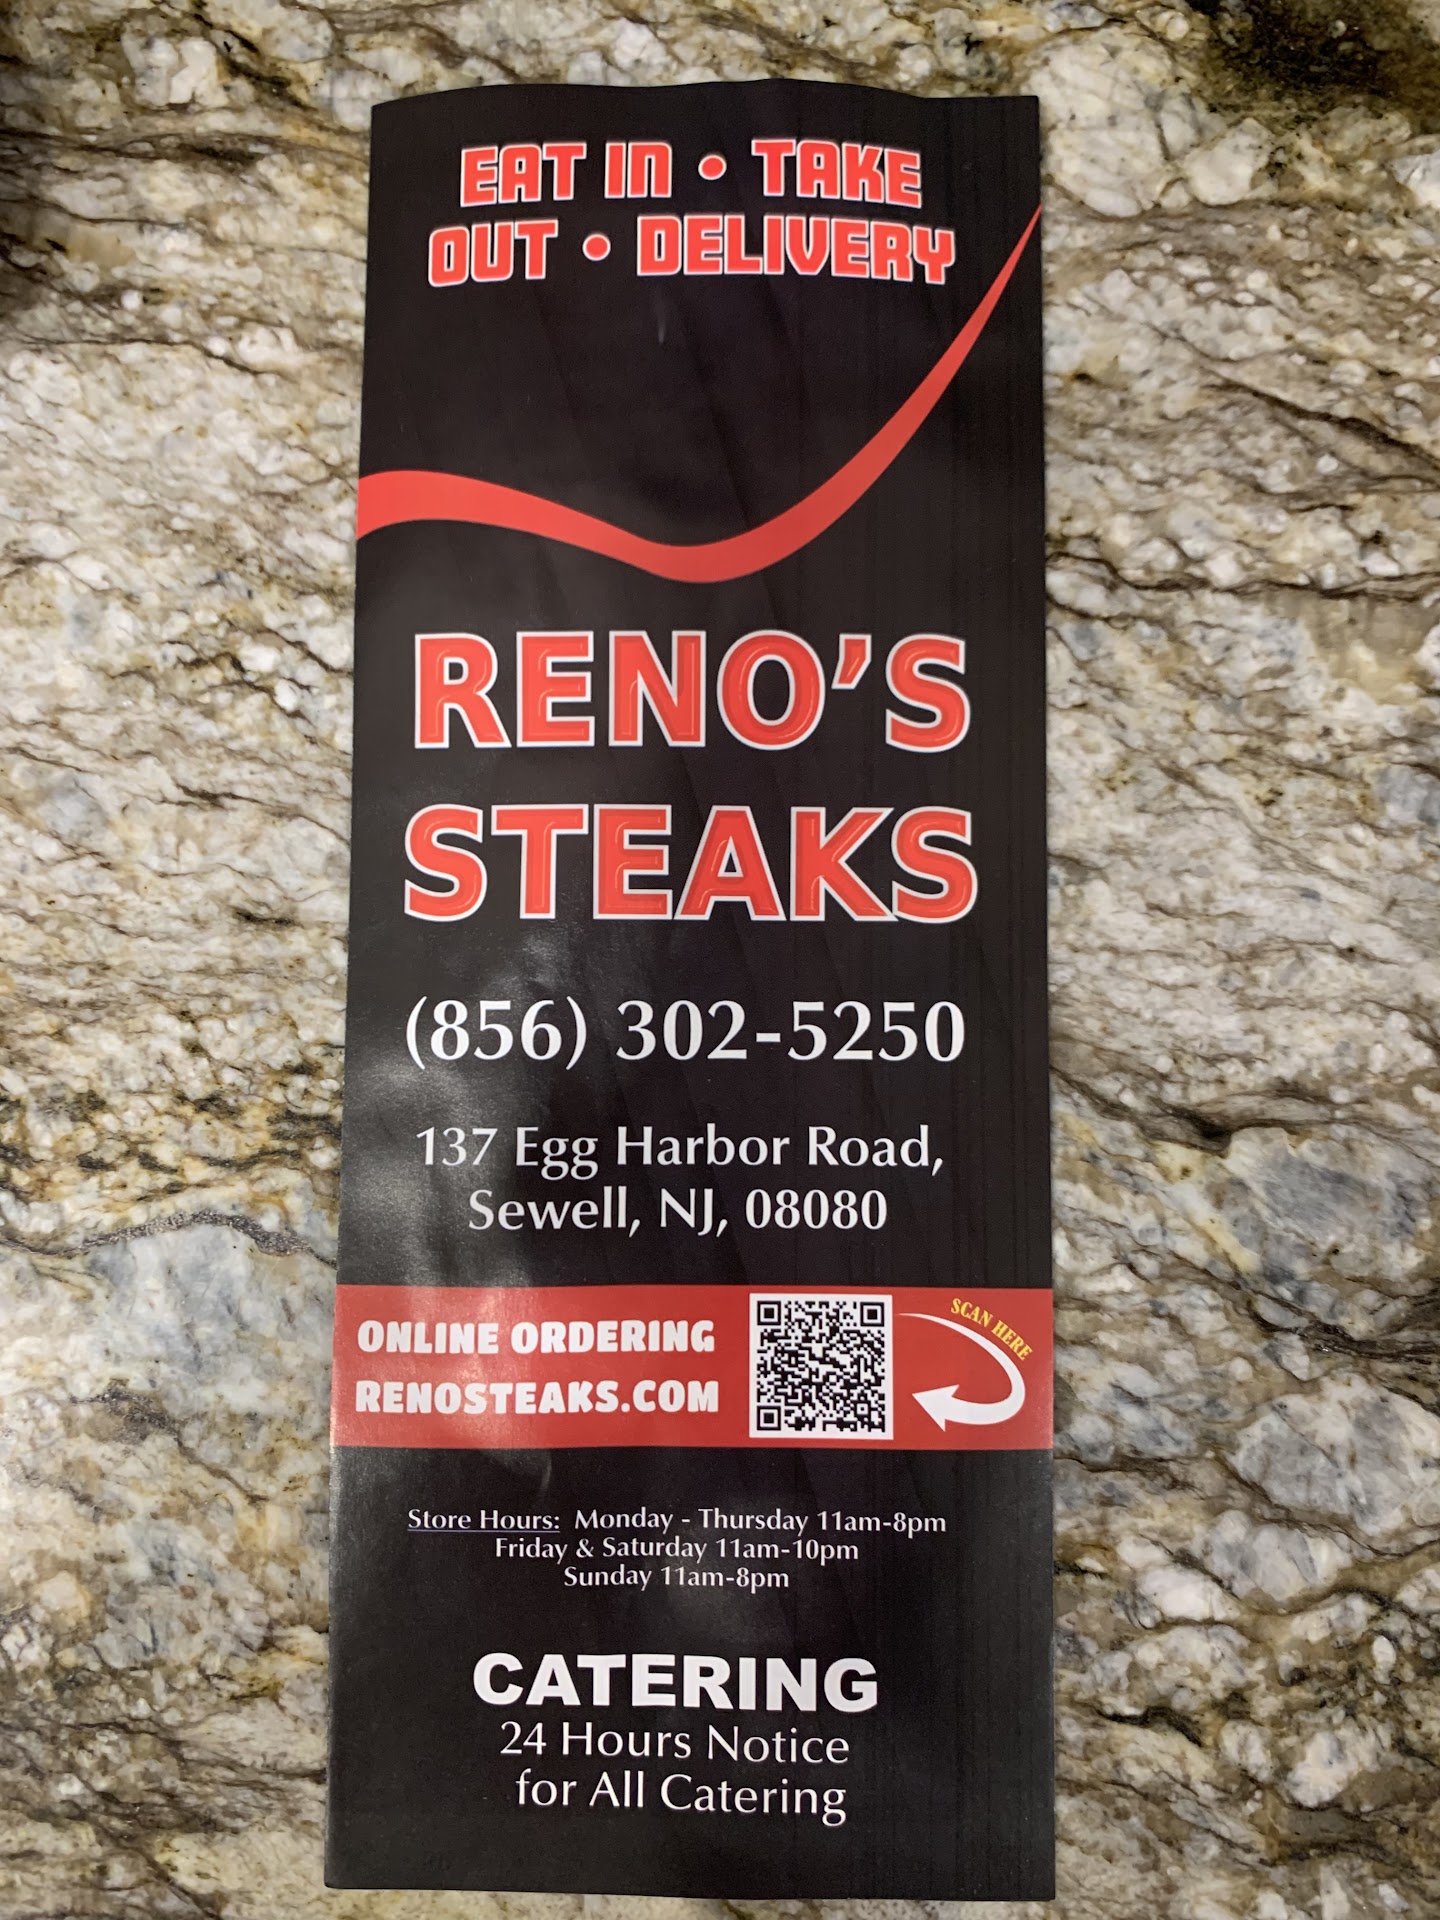 EAT IN • TAKE
OUT • DELIVERY
RENO'S
STEAKS
(856) 302-5250
137 Egg Harbor Road,
Sewell, NJ, 08080
ONLINE ORDERING
RENOSTEAKS.COM
SCAN HERE
Store Hours: Monday - Thursday 11am-8pm
Friday & Saturday 11am-10pm
Sunday 11am-8pm
CATERING
24 Hours Notice
for All Catering